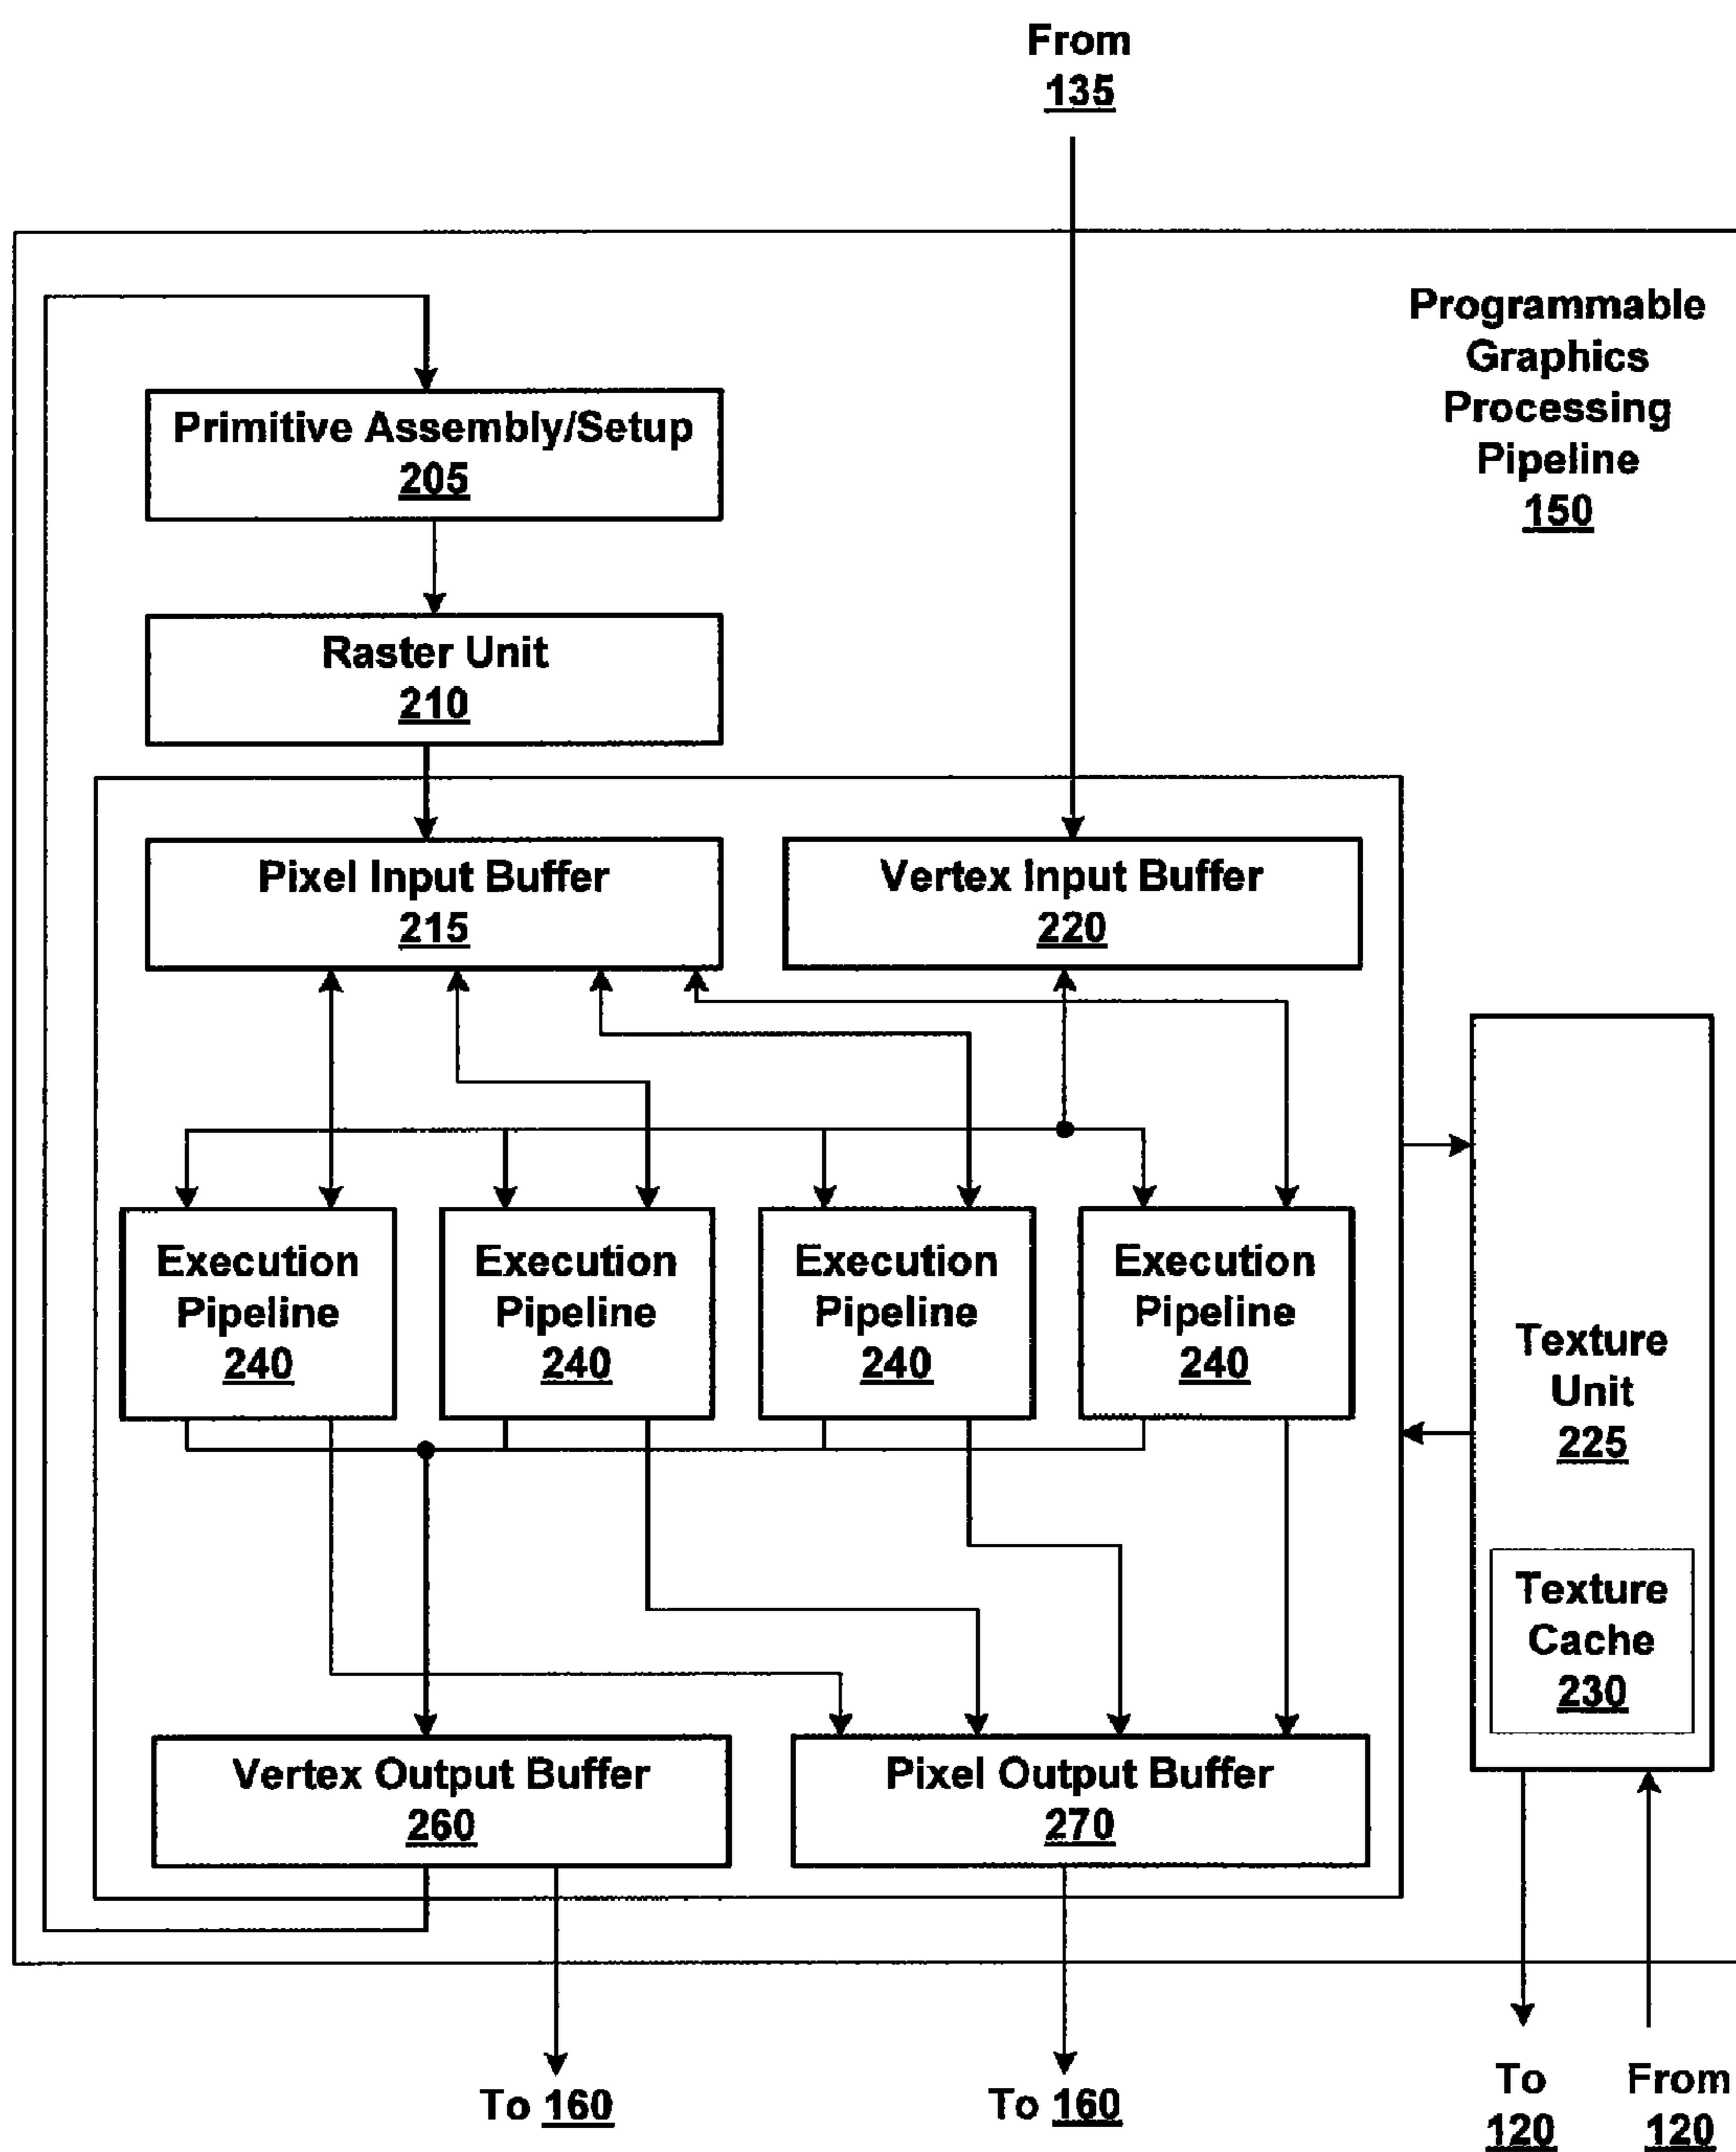 From
135
Programmable
Graphics
Processing
Pipeline
150
Primitive Assembly/Setup
205
Raster Unit
210
Pixel Input Buffer
215
Vertex Input Buffer
220
Execution
Pipeline
240
Execution
Pipeline
240
Execution
Pipeline
240
Execution
Pipeline
240
Texture
Unit
225
Texture
Cache
230
Vertex Output Buffer
260
Pixel Output Buffer
270
To 160
To 160
To
120
From
120